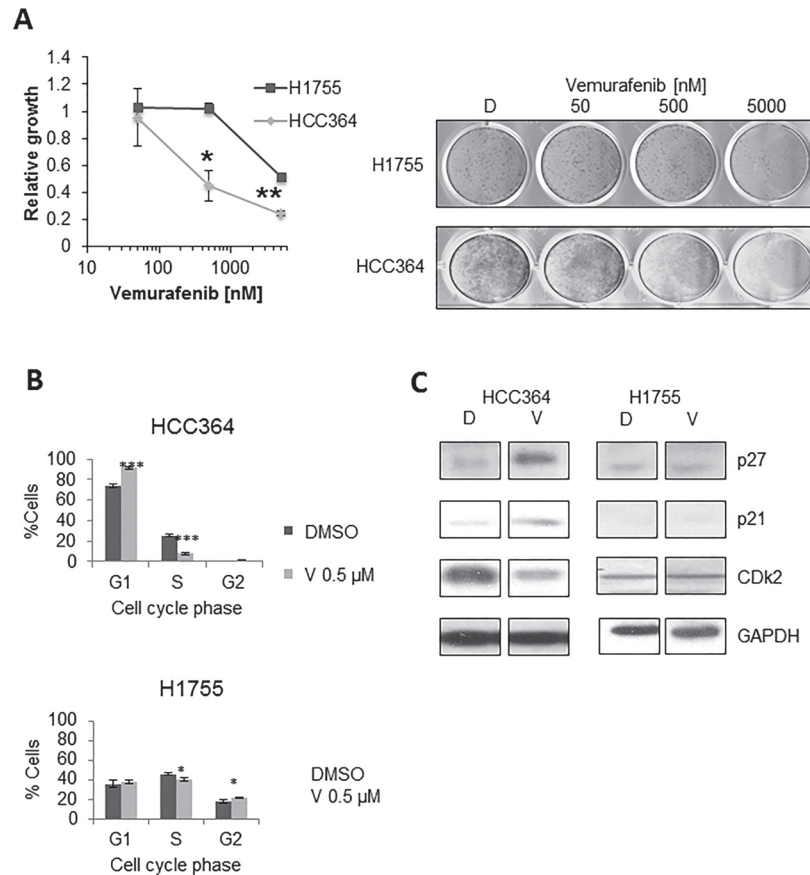 A
1.4
1.2
1
0.8
0.6
0.4
0.2
0
Relative growth
10 100 1000
Vemurafenib [nM]
H1755
HCC364
*
**
Vemurafenib [nM]
D 50 500 5000
H1755
HCC364
B
HCC364
100
80
60
40
20
0
%Cells
***
***
G1 S G2
Cell cycle phase
DMSO
V 0.5 µM
H1755
100
80
60
40
20
0
% Cells
* *
G1 S G2
Cell cycle phase
DMSO
V 0.5 µM
C
HCC364 H1755
D V D V
p27
p21
CDk2
GAPDH